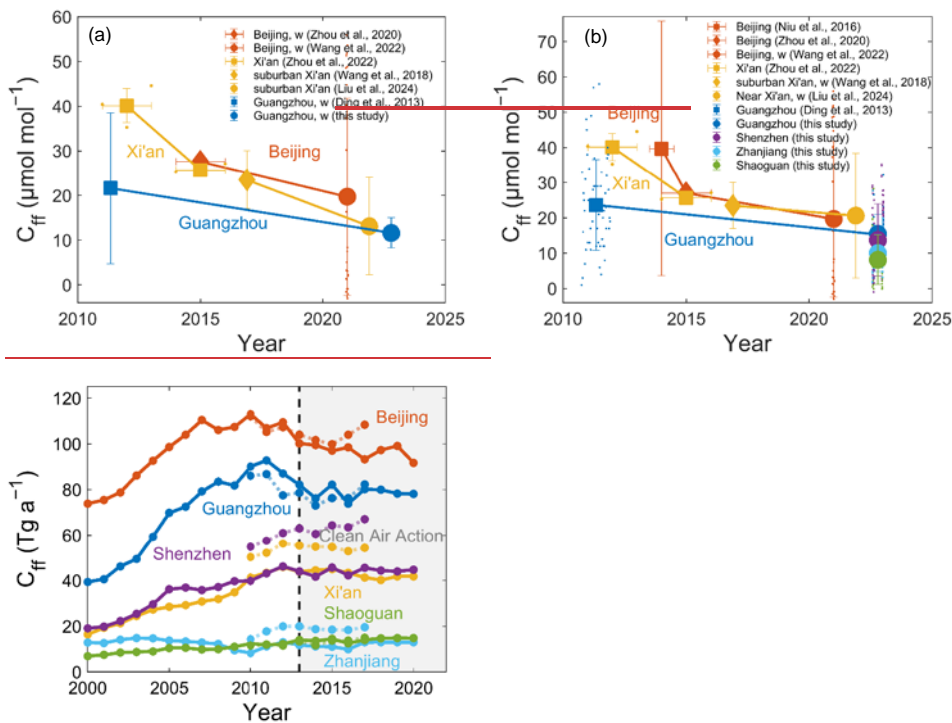 (a)
Beijing, w (Zhou et al., 2020)
Beijing, w (Wang et al., 2022)
Xi'an (Zhou et al., 2022)
suburban Xi'an (Wang et al., 2018)
suburban Xi'an (Liu et al., 2024)
Guangzhou, w (Ding et al., 2013)
Guangzhou, w (this study)
Xi'an
Beijing
Guangzhou
C_ff (µmol mol⁻¹)
50
40
30
20
10
0
2010 2015 2020 2025
Year
(b)
Beijing (Niu et al., 2016)
Beijing (Zhou et al., 2020)
Beijing, w (Wang et al., 2022)
Xi'an (Zhou et al., 2022)
suburban Xi'an, w (Wang et al., 2018)
Near Xi'an, w (Liu et al., 2024)
Guangzhou (Ding et al., 2013)
Guangzhou (this study)
Shenzhen (this study)
Zhanjiang (this study)
Shaoguan (this study)
Beijing
Xi'an
Guangzhou
C_ff (µmol mol⁻¹)
70
60
50
40
30
20
10
0
2010 2015 2020 2025
Year
C_ff (Tg a⁻¹)
120
100
80
60
40
20
0
Beijing
Guangzhou
Shenzhen
Clean Air Action
Xi'an
Shaoguan
Zhanjiang
2000 2005 2010 2015 2020
Year